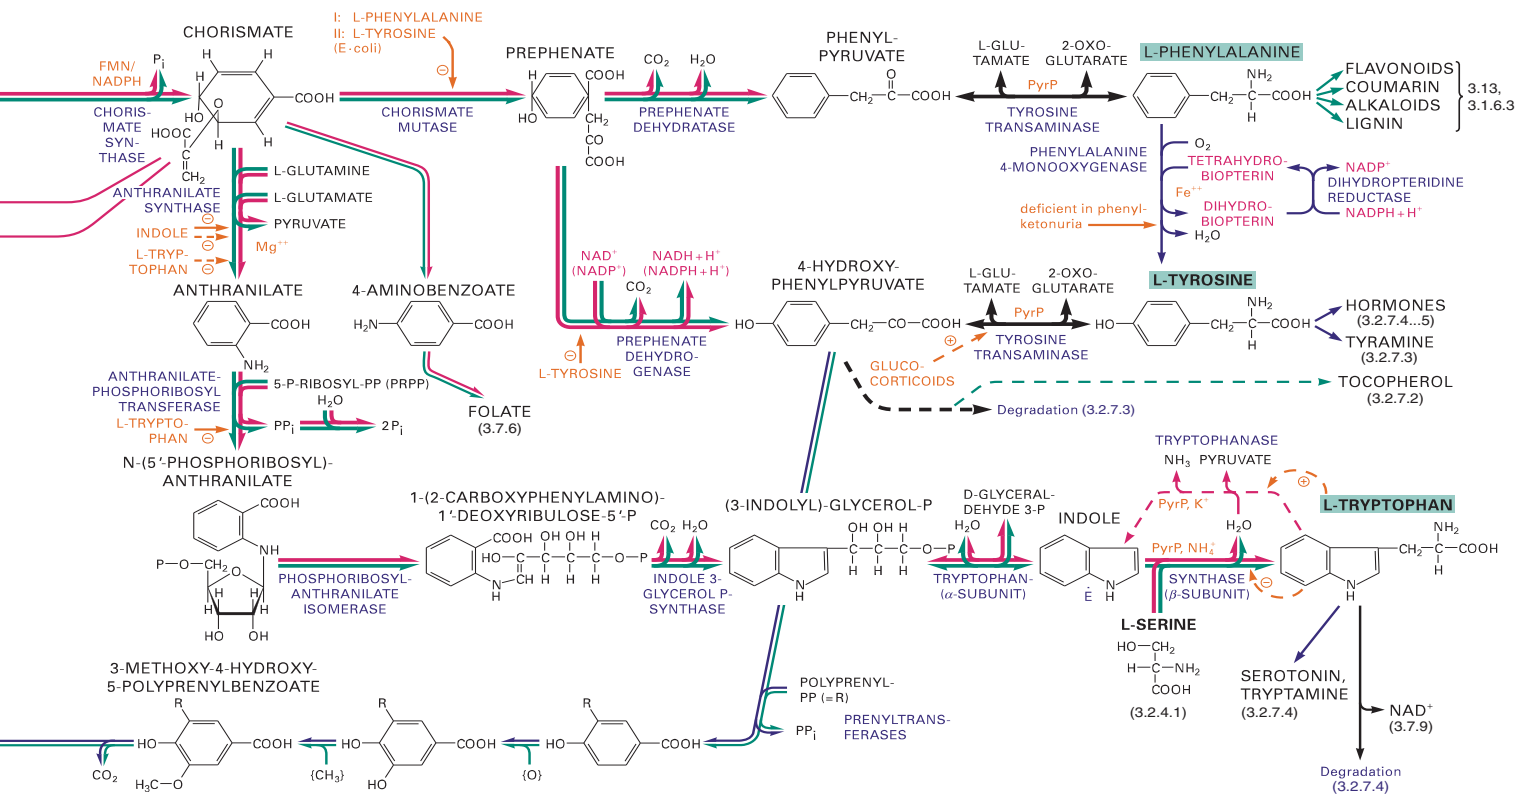 CHORISMATE
I: L-PHENYLALANINE
II: L-TYROSINE
(E·coli)
PREPHENATE
PHENYL-
PYRUVATE
L-GLU-
TAMATE
2-OXO-
GLUTARATE
L-PHENYLALANINE
FMN/
NADPH
Pi
H
H
H
HO
O
H
H
COOH
HOOC
CH2
CHORIS-
MATE
SYN-
THASE
⊖
CHORISMATE
MUTASE
H
HO
COOH
CH2
CO
COOH
CO2
H2O
PREPHENATE
DEHYDRATASE
CH2–C–COOH
O
PyrP
TYROSINE
TRANSAMINASE
NH2
CH2–C–COOH
H
FLAVONOIDS
COUMARIN
ALKALOIDS
LIGNIN
3.13,
3.1.6.3
ANTHRANILATE
SYNTHASE
L-GLUTAMINE
L-GLUTAMATE
PYRUVATE
⊖
INDOLE
⊖
L-TRYP-
TOPHAN
⊖
Mg++
PHENYLALANINE
4-MONOOXYGENASE
O2
TETRAHYDRO-
BIOPTERIN
Fe++
DIHYDRO-
BIOPTERIN
H2O
NADP+
DIHYDROPTERIDINE
REDUCTASE
NADPH+H+
deficient in phenyl-
ketonuria
ANTHRANILATE
COOH
NH2
4-AMINOBENZOATE
H2N
COOH
NAD+
(NADP+)
CO2
NADH+H+
(NADPH+H+)
⊖
L-TYROSINE
PREPHENATE
DEHYDRO-
GENASE
4-HYDROXY-
PHENYLPYRUVATE
HO
CH2–CO–COOH
L-GLU-
TAMATE
2-OXO-
GLUTARATE
PyrP
TYROSINE
TRANSAMINASE
⊕
GLUCO-
CORTICOIDS
L-TYROSINE
HO
NH2
CH2–C–COOH
H
HORMONES
(3.2.7.4...5)
TYRAMINE
(3.2.7.3)
TOCOPHEROL
(3.2.7.2)
Degradation (3.2.7.3)
ANTHRANILATE-
PHOSPHORIBOSYL
TRANSFERASE
5-P-RIBOSYL-PP (PRPP)
H2O
PPi
2Pi
L-TRYPTO-
PHAN
⊖
FOLATE
(3.7.6)
N-(5'-PHOSPHORIBOSYL)-
ANTHRANILATE
COOH
NH
P–O–CH2
O
H
H
H
H
HO
OH
PHOSPHORIBOSYL-
ANTHRANILATE
ISOMERASE
1-(2-CARBOXYPHENYLAMINO)-
1'-DEOXYRIBULOSE-5'-P
COOH
HO
OH OH H
C–C–C–C–C–O–P
H H H
N
H
CO2
H2O
INDOLE 3-
GLYCEROL P-
SYNTHASE
(3-INDOLYL)-GLYCEROL-P
OH OH H
C–C–C–O–P
H H H
N
H
D-GLYCERAL-
DEHYDE 3-P
H2O
TRYPTOPHAN-
(α-SUBUNIT)
INDOLE
E
N
H
TRYPTOPHANASE
NH3 PYRUVATE
PyrP, K+
H2O
PyrP, NH4+
SYNTHASE
(β-SUBUNIT)
⊖
⊕
L-TRYPTOPHAN
NH2
CH2–C–COOH
H
N
H
L-SERINE
HO–CH2
H–C–NH2
COOH
(3.2.4.1)
SEROTONIN,
TRYPTAMINE
(3.2.7.4)
NAD+
(3.7.9)
Degradation
(3.2.7.4)
3-METHOXY-4-HYDROXY-
5-POLYPRENYLBENZOATE
R
HO
COOH
H3C–O
CO2
{CH3}
R
HO
HO
COOH
{O}
R
HO
COOH
POLYPRENYL-
PP (=R)
PPi
PRENYLTRANS-
FERASES